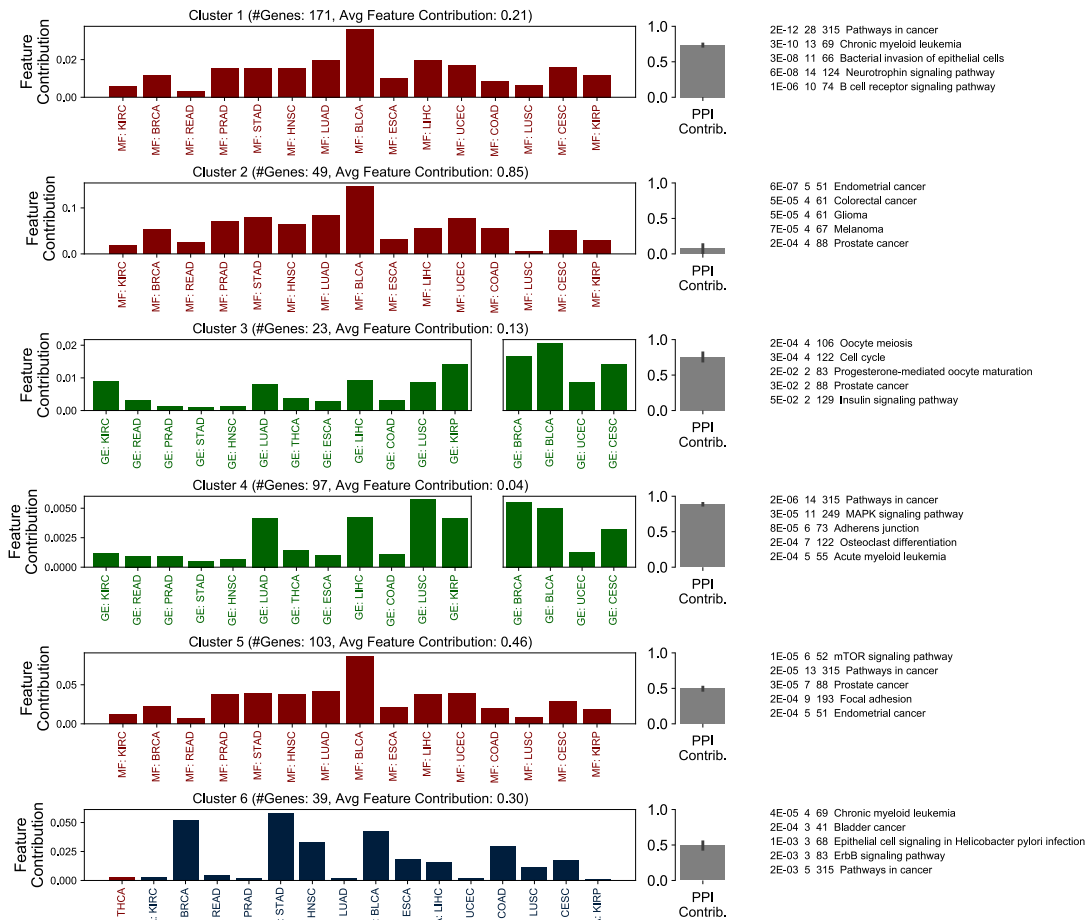 Cluster 1 (#Genes: 171, Avg Feature Contribution: 0.21)
Feature
Contribution
0.02
0.00
MF: KIRC
MF: BRCA
MF: READ
MF: PRAD
MF: STAD
MF: HNSC
MF: LUAD
MF: BLCA
MF: ESCA
MF: LIHC
MF: UCEC
MF: COAD
MF: LUSC
MF: CESC
MF: KIRP
1.0
0.5
0.0
PPI
Contrib.
2E-12 28 315 Pathways in cancer
3E-10 13 69 Chronic myeloid leukemia
3E-08 11 66 Bacterial invasion of epithelial cells
6E-08 14 124 Neurotrophin signaling pathway
1E-06 10 74 B cell receptor signaling pathway
Cluster 2 (#Genes: 49, Avg Feature Contribution: 0.85)
Feature
Contribution
0.1
0.0
MF: KIRC
MF: BRCA
MF: READ
MF: PRAD
MF: STAD
MF: HNSC
MF: LUAD
MF: BLCA
MF: ESCA
MF: LIHC
MF: UCEC
MF: COAD
MF: LUSC
MF: CESC
MF: KIRP
1.0
0.5
0.0
PPI
Contrib.
6E-07 5 51 Endometrial cancer
5E-05 4 61 Colorectal cancer
5E-05 4 61 Glioma
7E-05 4 67 Melanoma
2E-04 4 88 Prostate cancer
Cluster 3 (#Genes: 23, Avg Feature Contribution: 0.13)
Feature
Contribution
0.02
0.01
0.00
GE: KIRC
GE: READ
GE: PRAD
GE: STAD
GE: HNSC
GE: LUAD
GE: THCA
GE: ESCA
GE: LIHC
GE: COAD
GE: LUSC
GE: KIRP
GE: BRCA
GE: BLCA
GE: UCEC
GE: CESC
1.0
0.5
0.0
PPI
Contrib.
2E-04 4 106 Oocyte meiosis
3E-04 4 122 Cell cycle
2E-02 2 83 Progesterone-mediated oocyte maturation
3E-02 2 88 Prostate cancer
5E-02 2 129 Insulin signaling pathway
Cluster 4 (#Genes: 97, Avg Feature Contribution: 0.04)
Feature
Contribution
0.0050
0.0025
0.0000
GE: KIRC
GE: READ
GE: PRAD
GE: STAD
GE: HNSC
GE: LUAD
GE: THCA
GE: ESCA
GE: LIHC
GE: COAD
GE: LUSC
GE: KIRP
GE: BRCA
GE: BLCA
GE: UCEC
GE: CESC
1.0
0.5
0.0
PPI
Contrib.
2E-06 14 315 Pathways in cancer
3E-05 11 249 MAPK signaling pathway
8E-05 6 73 Adherens junction
2E-04 7 122 Osteoclast differentiation
2E-04 5 55 Acute myeloid leukemia
Cluster 5 (#Genes: 103, Avg Feature Contribution: 0.46)
Feature
Contribution
0.05
0.00
MF: KIRC
MF: BRCA
MF: READ
MF: PRAD
MF: STAD
MF: HNSC
MF: LUAD
MF: BLCA
MF: ESCA
MF: LIHC
MF: UCEC
MF: COAD
MF: LUSC
MF: CESC
MF: KIRP
1.0
0.5
0.0
PPI
Contrib.
1E-05 6 52 mTOR signaling pathway
2E-05 13 315 Pathways in cancer
3E-05 7 88 Prostate cancer
2E-04 9 193 Focal adhesion
2E-04 5 51 Endometrial cancer
Cluster 6 (#Genes: 39, Avg Feature Contribution: 0.30)
Feature
Contribution
0.050
0.025
0.000
THCA
: KIRC
BRCA
READ
PRAD
: STAD
HNSC
LUAD
BLCA
ESCA
: LIHC
UCEC
COAD
LUSC
CESC
: KIRP
1.0
0.5
0.0
PPI
Contrib.
4E-05 4 69 Chronic myeloid leukemia
2E-04 3 41 Bladder cancer
1E-03 3 68 Epithelial cell signaling in Helicobacter pylori infection
2E-03 3 83 ErbB signaling pathway
2E-03 5 315 Pathways in cancer